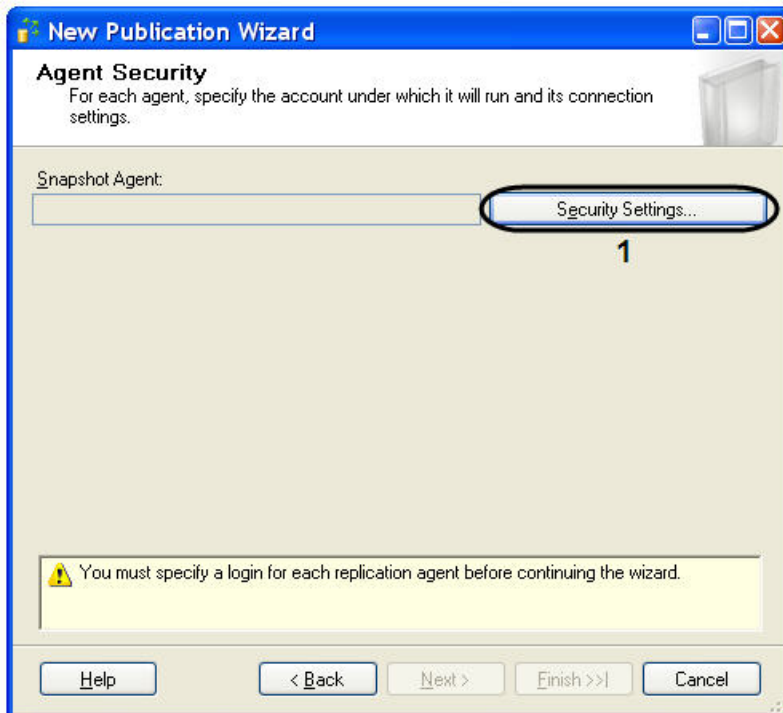 New Publication Wizard
Agent Security
For each agent, specify the account under which it will run and its connection
settings.
Snapshot Agent:
Security Settings...
1
You must specify a login for each replication agent before continuing the wizard.
Help
< Back
Next >
Finish >>|
Cancel